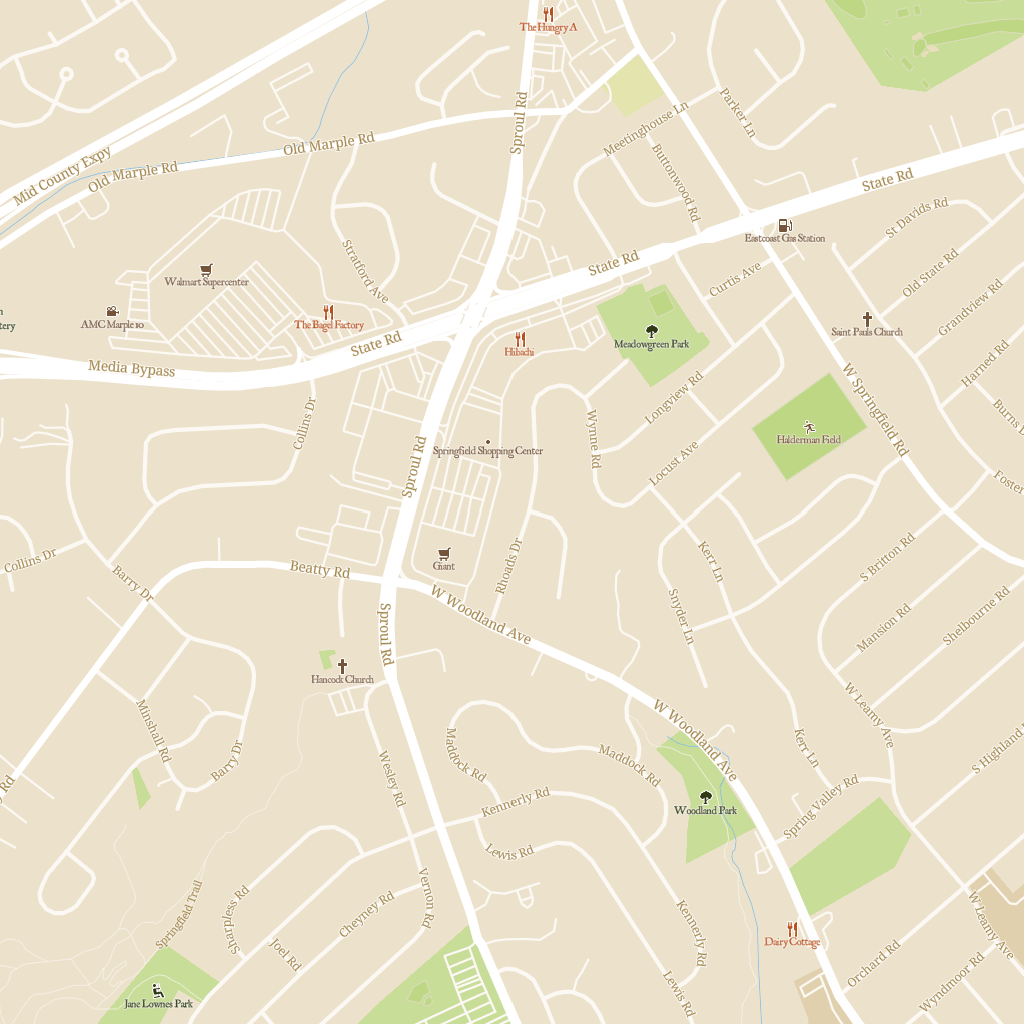 The Hungry A
Sproul Rd
Parker Ln
Meetinghouse Ln
Old Marple Rd
Mid County Expy
Old Marple Rd
Buttonwood Rd
State Rd
St Davids Rd
Eastcoast Gas Station
Stratford Ave
State Rd
Old State Rd
Curtis Ave
Walmart Supercenter
Grandview Rd
tery
AMC Marple 10
The Bagel Factory
Saint Pauls Church
State Rd
Hibachi
Meadowgreen Park
Media Bypass
Harned Rd
W Springfield Rd
Longview Rd
Collins Dr
Wynne Rd
Burns D
Halderman Field
Springfield Shopping Center
Sproul Rd
Locust Ave
Foster
Collins Dr
Giant
Rhoads Dr
Kerr Ln
S Britton Rd
Beatty Rd
Barry Dr
W Woodland Ave
Snyder Ln
Mansion Rd
Shelbourne Rd
Sproul Rd
Hancock Church
Minshall Rd
W Leamy Ave
W Woodland Ave
Barry Dr
Maddock Rd
Maddock Rd
Kerr Ln
S Highland
Wesley Rd
y Rd
Kennerly Rd
Woodland Park
Spring Valley Rd
Lewis Rd
Vernon Rd
Cheyney Rd
Sharpless Rd
Springfield Trail
Kennerly Rd
W Leamy Ave
Dairy Cottage
Joel Rd
Orchard Rd
Wyndmoor Rd
Jane Lownes Park
Lewis Rd